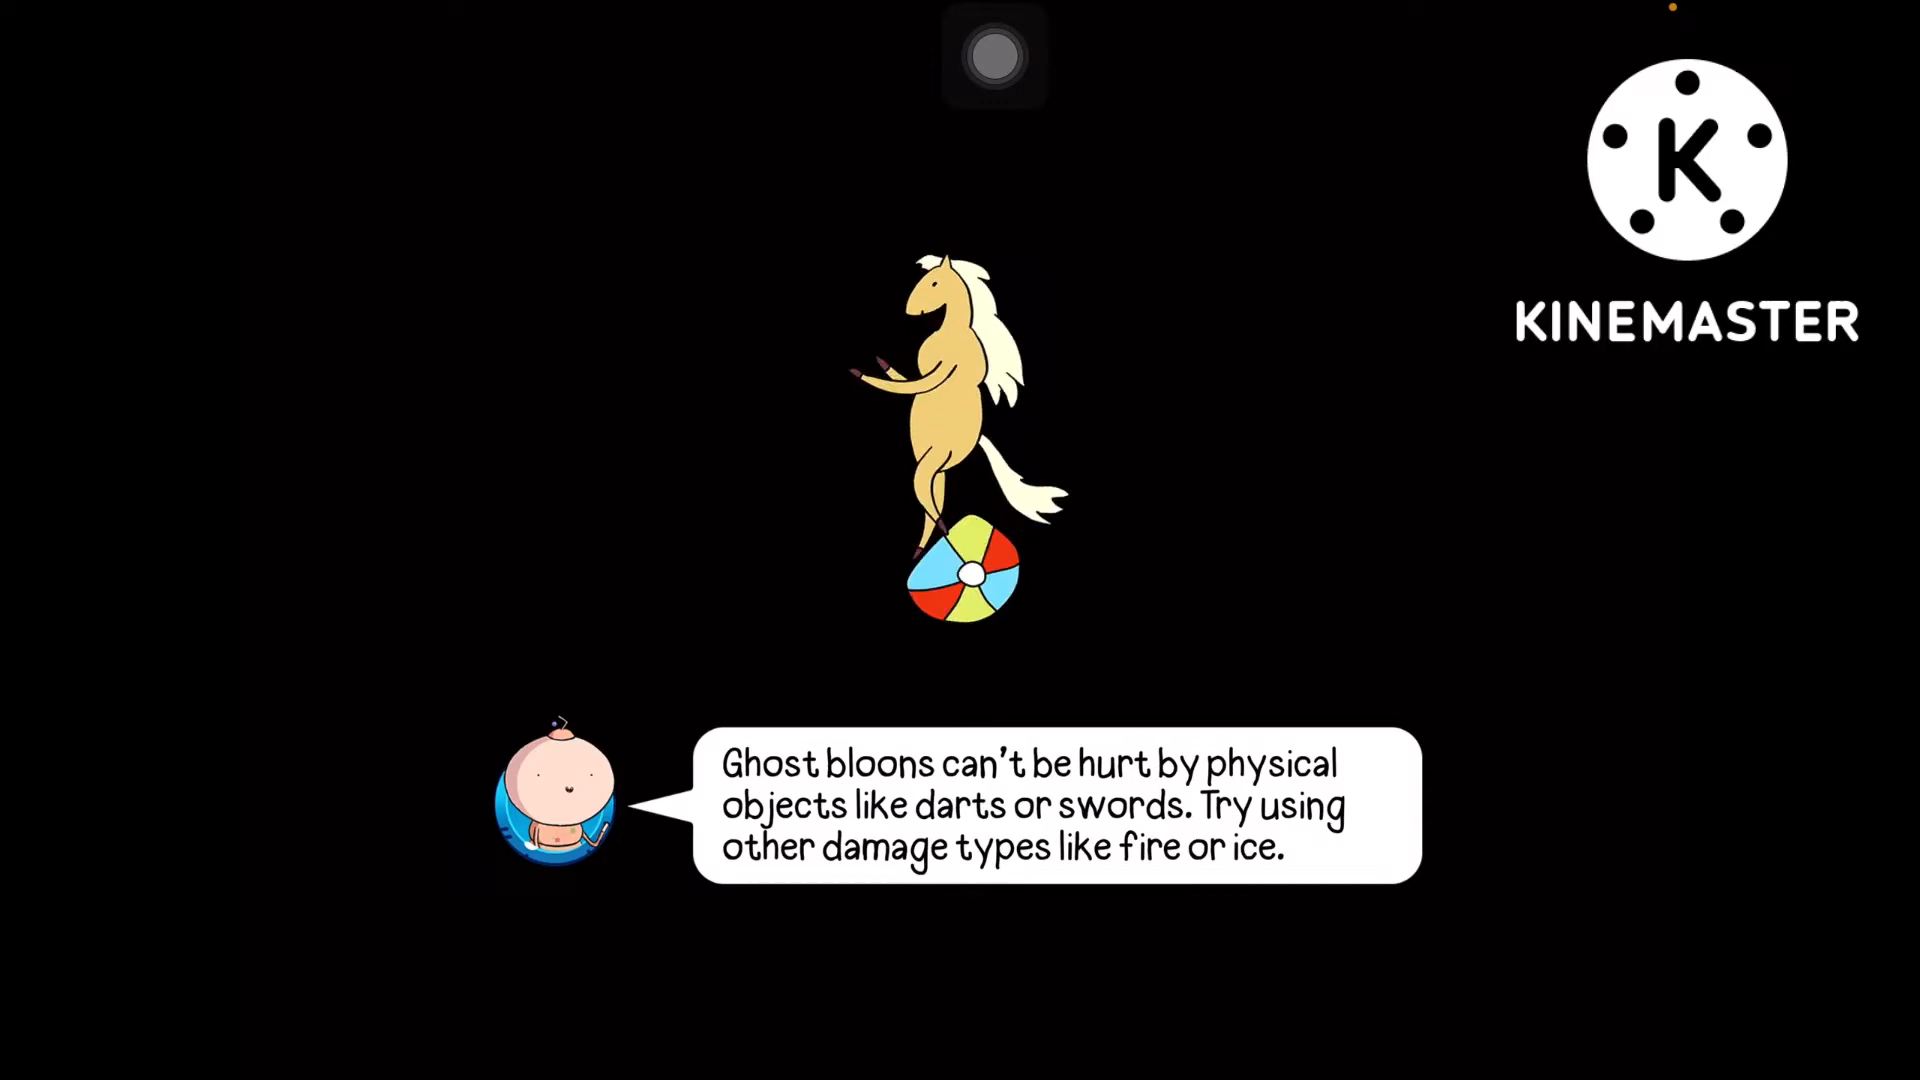 K
KINEMASTER
Ghost bloons can't be hurt by physical
objects like darts or swords. Try using
other damage types like fire or ice.